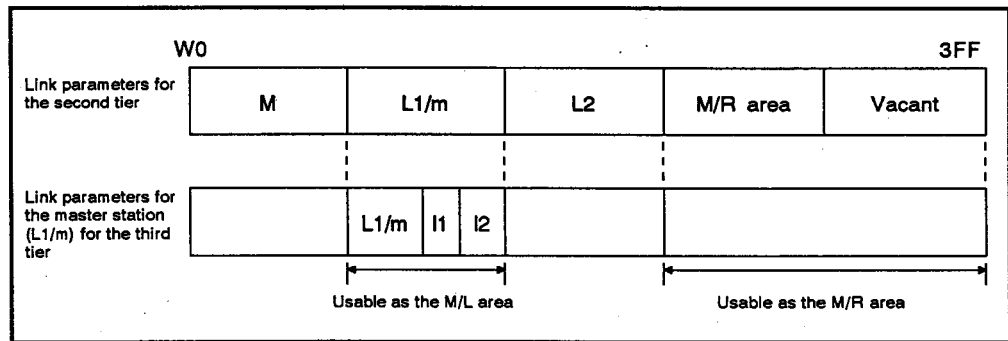 W0 3FF
Link parameters for
the second tier
M L1/m L2 M/R area Vacant
Link parameters for
the master station
(L1/m) for the third
tier
L1/m l1 l2
Usable as the M/L area Usable as the M/R area